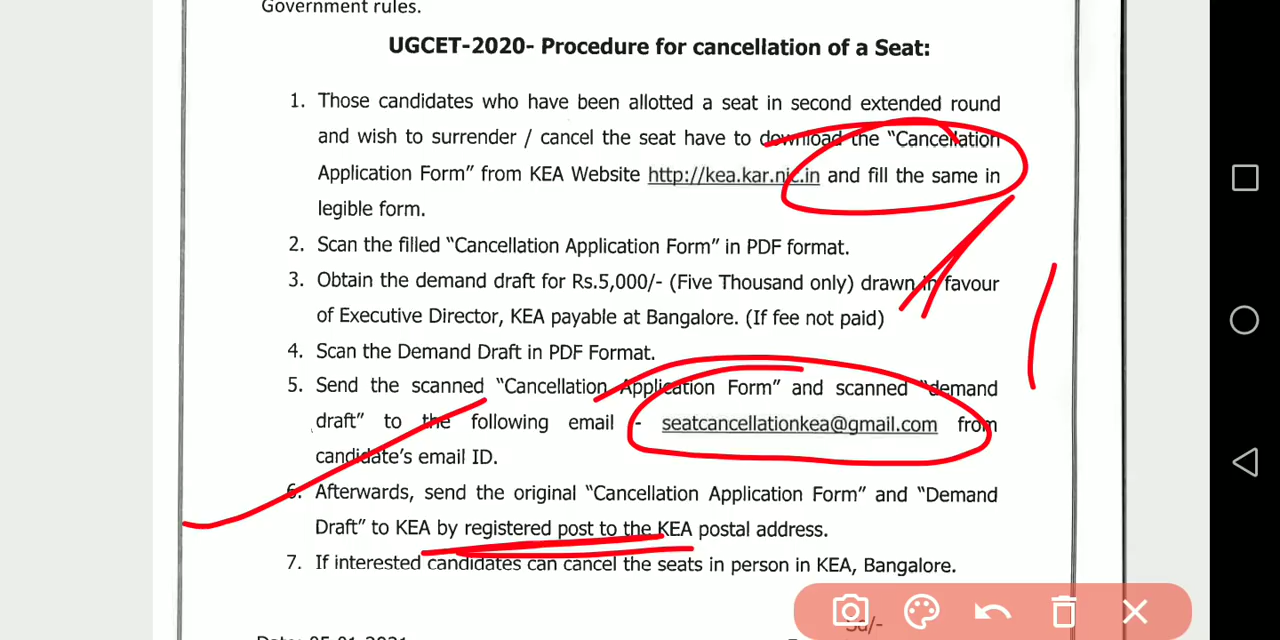 Government rules.
UGCET-2020- Procedure for cancellation of a Seat:
1. Those candidates who have been allotted a seat in second extended round
and wish to surrender / cancel the seat have to download the “Cancellation
Application Form” from KEA Website http://kea.kar.nic.in and fill the same in
legible form.
2. Scan the filled “Cancellation Application Form” in PDF format.
3. Obtain the demand draft for Rs.5,000/- (Five Thousand only) drawn in favour
of Executive Director, KEA payable at Bangalore. (If fee not paid)
4. Scan the Demand Draft in PDF Format.
5. Send the scanned “Cancellation Application Form” and scanned “demand
draft” to the following email - seatcancellationkea@gmail.com from
candidate’s email ID.
6. Afterwards, send the original “Cancellation Application Form” and “Demand
Draft” to KEA by registered post to the KEA postal address.
7. If interested candidates can cancel the seats in person in KEA, Bangalore.
Date: 05.01.2021
Sd/-